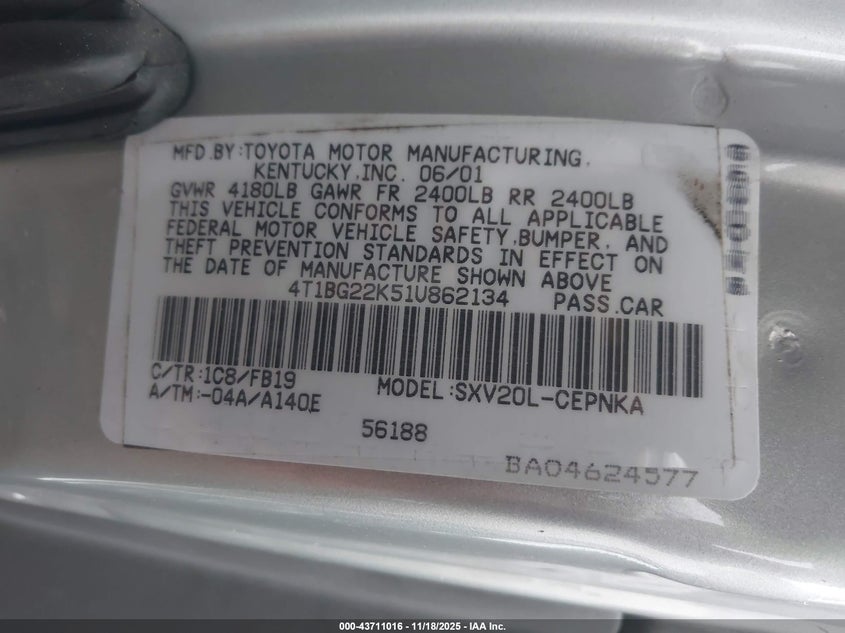 MFD.BY:TOYOTA MOTOR MANUFACTURING,
KENTUCKY,INC. 06/01
GVWR 4180LB GAWR FR 2400LB RR 2400LB
THIS VEHICLE CONFORMS TO ALL APPLICABLE
FEDERAL MOTOR VEHICLE SAFETY,BUMPER, AND
THEFT PREVENTION STANDARDS IN EFFECT ON
THE DATE OF MANUFACTURE SHOWN ABOVE
4T1BG22K51U862134 PASS.CAR
C/TR:1C8/FB19
A/TM:-04A/A140E MODEL:SXV20L-CEPNKA
56188
BA04624577
000-43711016 - 11/18/2025 - IAA Inc.